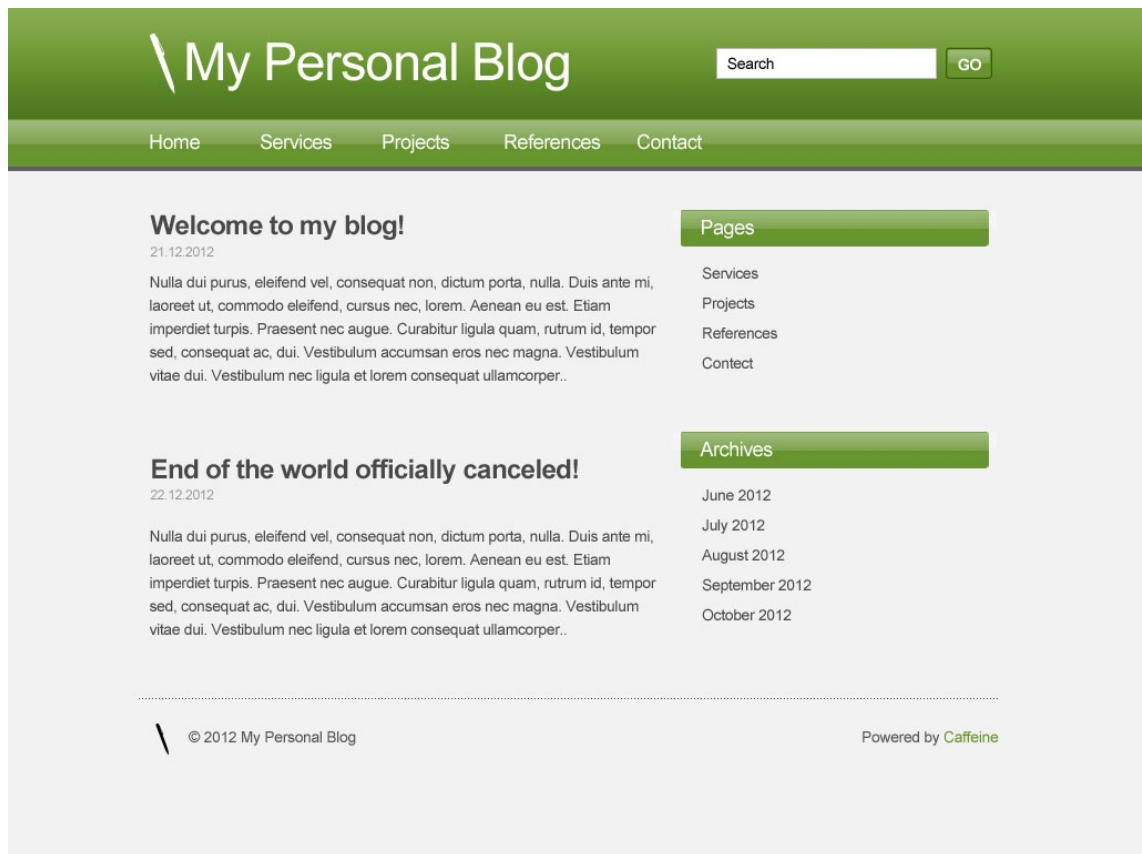 My Personal Blog
Search
GO
Home Services Projects References Contact
Welcome to my blog!
21.12.2012
Nulla dui purus, eleifend vel, consequat non, dictum porta, nulla. Duis ante mi,
laoreet ut, commodo eleifend, cursus nec, lorem. Aenean eu est. Etiam
imperdiet turpis. Praesent nec augue. Curabitur ligula quam, rutrum id, tempor
sed, consequat ac, dui. Vestibulum accumsan eros nec magna. Vestibulum
vitae dui. Vestibulum nec ligula et lorem consequat ullamcorper..
End of the world officially canceled!
22.12.2012
Nulla dui purus, eleifend vel, consequat non, dictum porta, nulla. Duis ante mi,
laoreet ut, commodo eleifend, cursus nec, lorem. Aenean eu est. Etiam
imperdiet turpis. Praesent nec augue. Curabitur ligula quam, rutrum id, tempor
sed, consequat ac, dui. Vestibulum accumsan eros nec magna. Vestibulum
vitae dui. Vestibulum nec ligula et lorem consequat ullamcorper..
Pages
Services
Projects
References
Contect
Archives
June 2012
July 2012
August 2012
September 2012
October 2012
© 2012 My Personal Blog
Powered by Caffeine